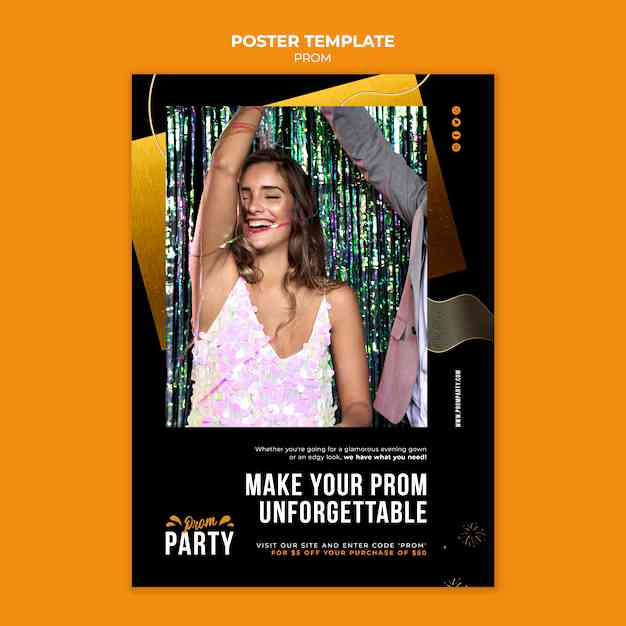 POSTER TEMPLATE
PROM
WWW.PROMPARTY.COM
Whether you're going for a glamorous evening gown
or an edgy look, we have what you need!
MAKE YOUR PROM
UNFORGETTABLE
Prom
PARTY
VISIT OUR SITE AND ENTER CODE 'PROM'
FOR $5 OFF YOUR PURCHASE OF $50